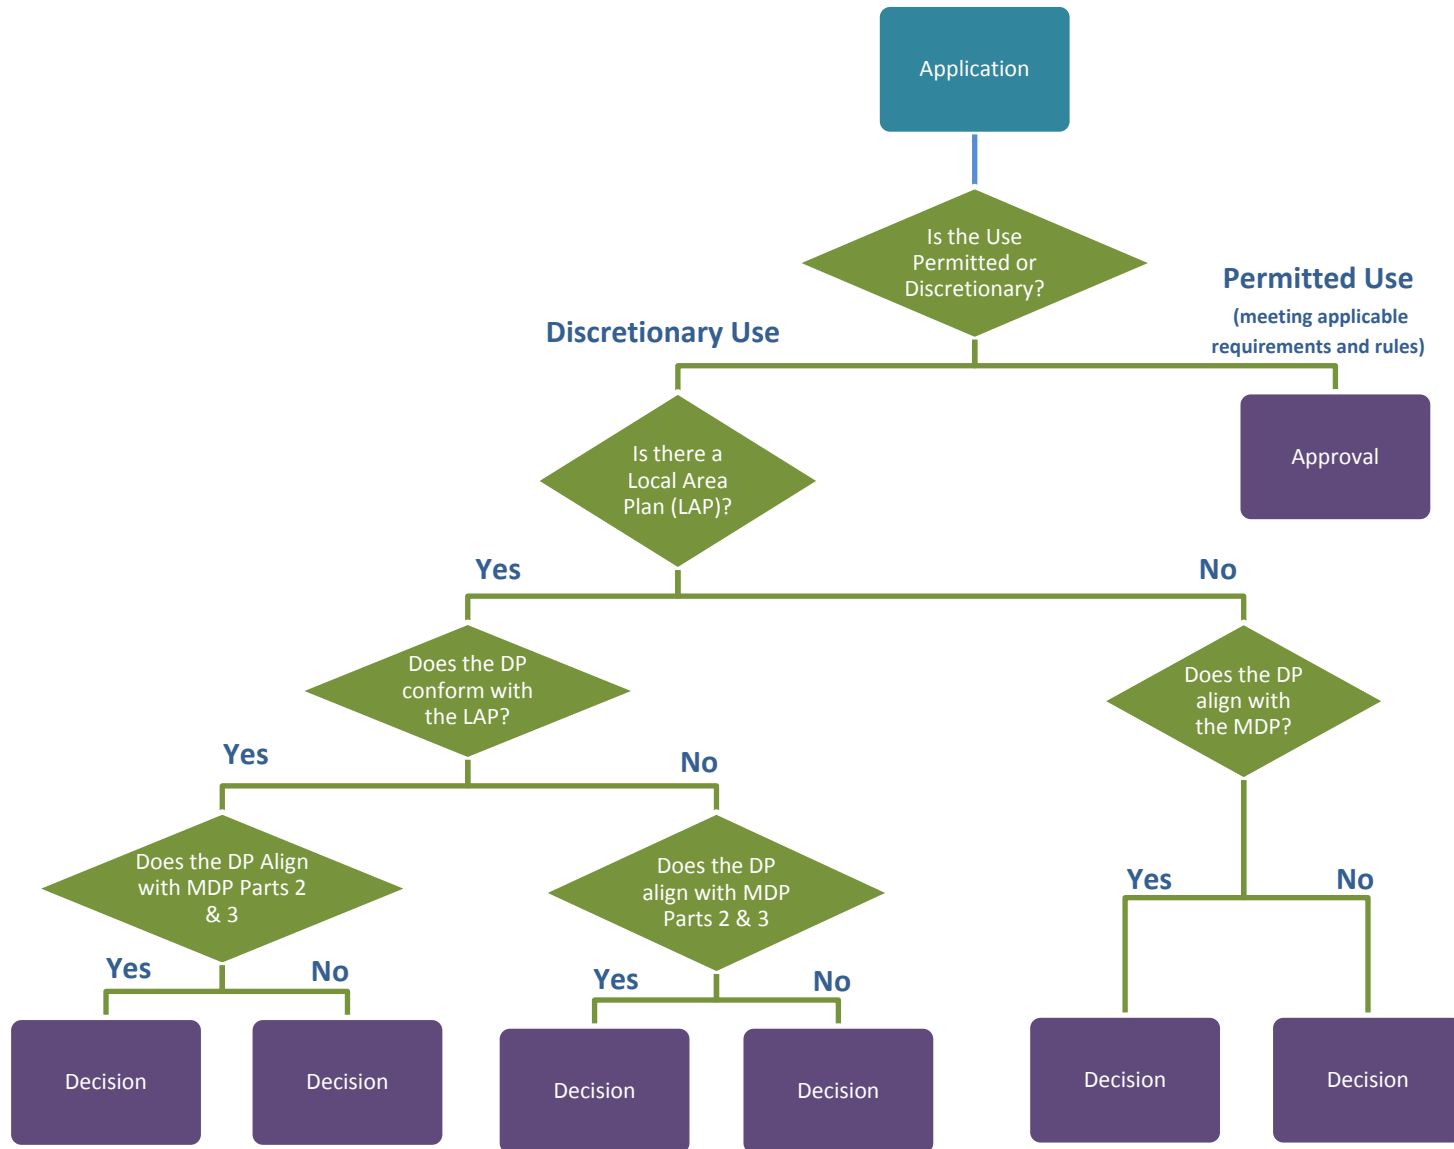 Application
Is the Use
Permitted or
Discretionary?
Permitted Use
(meeting applicable
requirements and rules)
Discretionary Use
Approval
Is there a
Local Area
Plan (LAP)?
Yes
No
Does the DP
conform with
the LAP?
Does the DP
align with
the MDP?
Yes
No
Does the DP Align
with MDP Parts 2
& 3
Does the DP
align with MDP
Parts 2 & 3
Yes
No
Yes
No
Yes
No
Decision
Decision
Decision
Decision
Decision
Decision